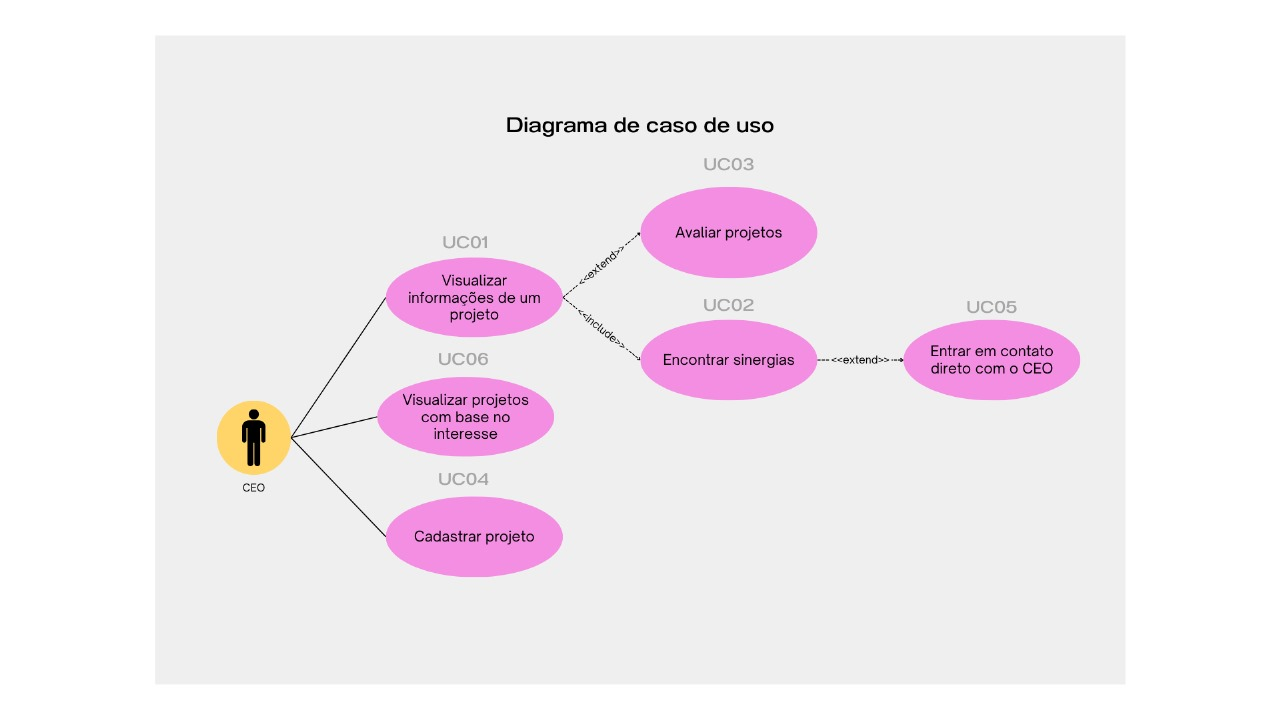 Diagrama de caso de uso
UC03
Avaliar projetos
UC01
Visualizar
informações de um
projeto
<<extend>>
<<include>>
UC02
Encontrar sinergias
<<extend>>
UC05
Entrar em contato
direto com o CEO
UC06
Visualizar projetos
com base no
interesse
CEO
UC04
Cadastrar projeto